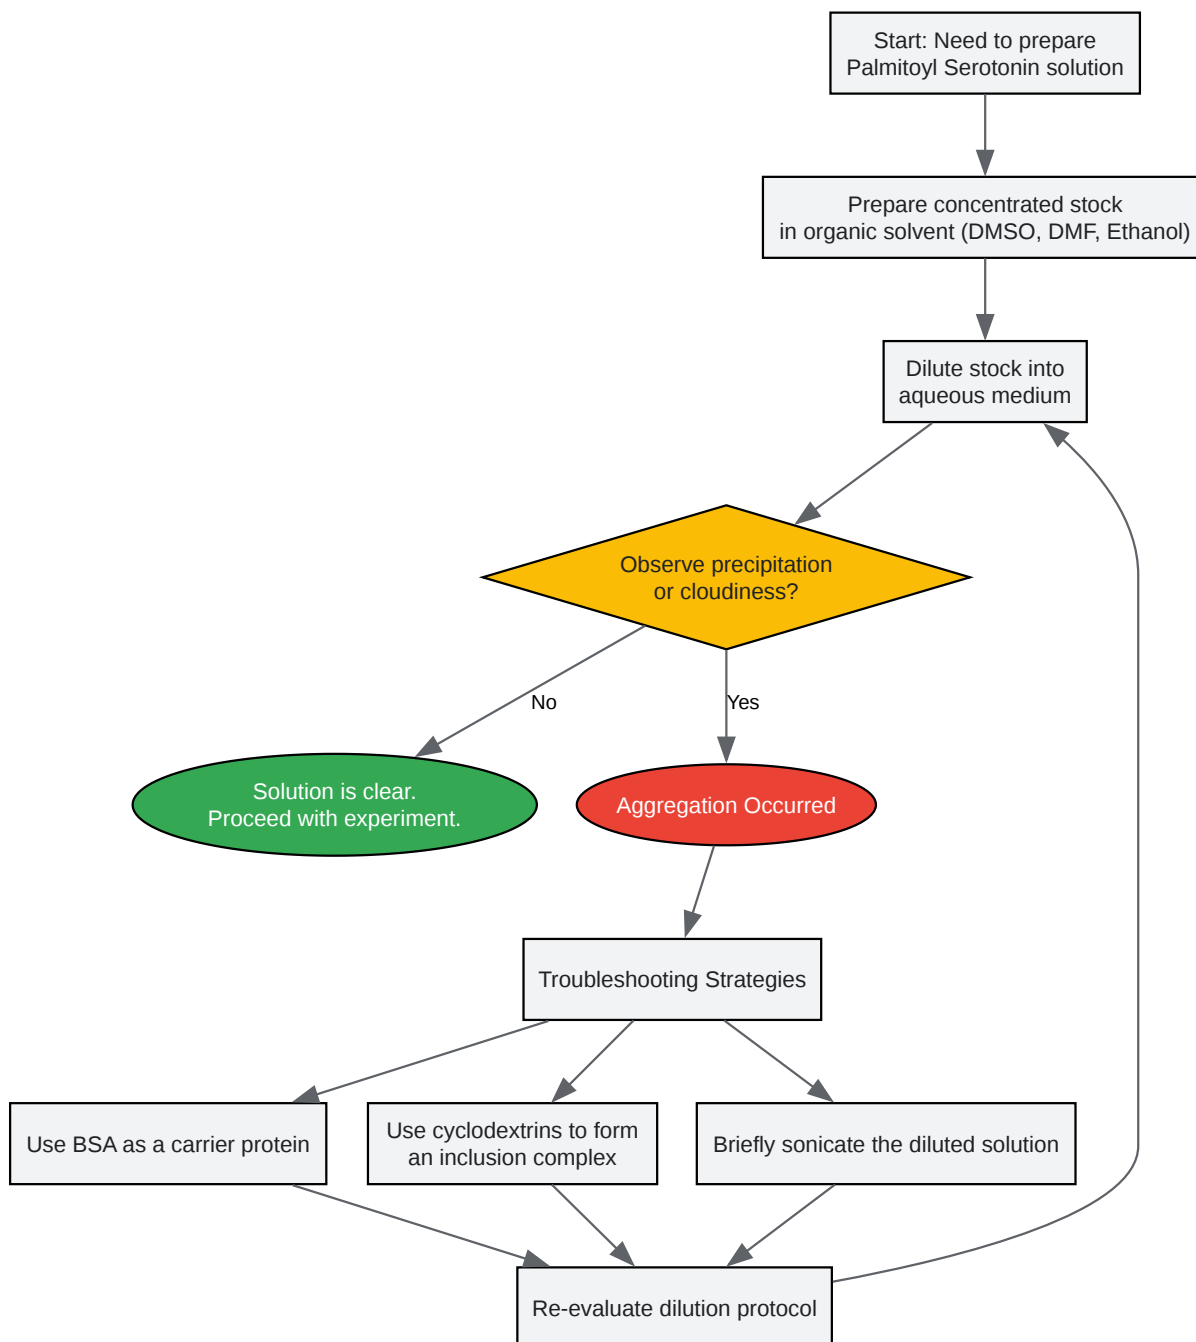 Start: Need to prepare
Palmitoyl Serotonin solution
Prepare concentrated stock
in organic solvent (DMSO, DMF, Ethanol)
Dilute stock into
aqueous medium
Observe precipitation
or cloudiness?
No
Yes
Solution is clear.
Proceed with experiment.
Aggregation Occurred
Troubleshooting Strategies
Use BSA as a carrier protein
Use cyclodextrins to form
an inclusion complex
Briefly sonicate the diluted solution
Re-evaluate dilution protocol